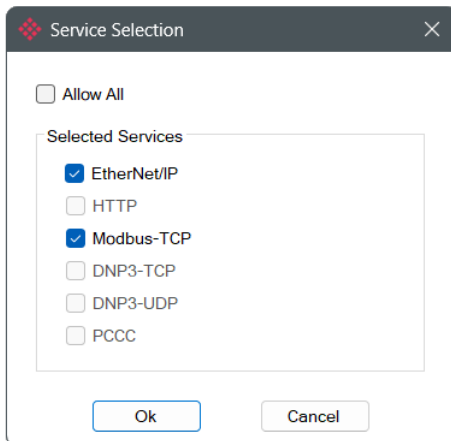 Service Selection
Allow All
Selected Services
EtherNet/IP
HTTP
Modbus-TCP
DNP3-TCP
DNP3-UDP
PCCC
Ok
Cancel